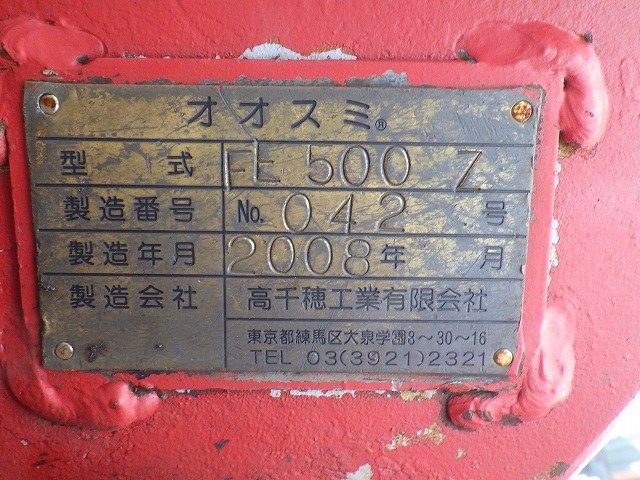 オオスミ®
型式 FE 500 Z
製造番号 No. 042 号
製造年月 2008年 月
製造会社 高千穂工業有限会社
東京都練馬区大泉学園8～30～16
TEL 03(3921)2321